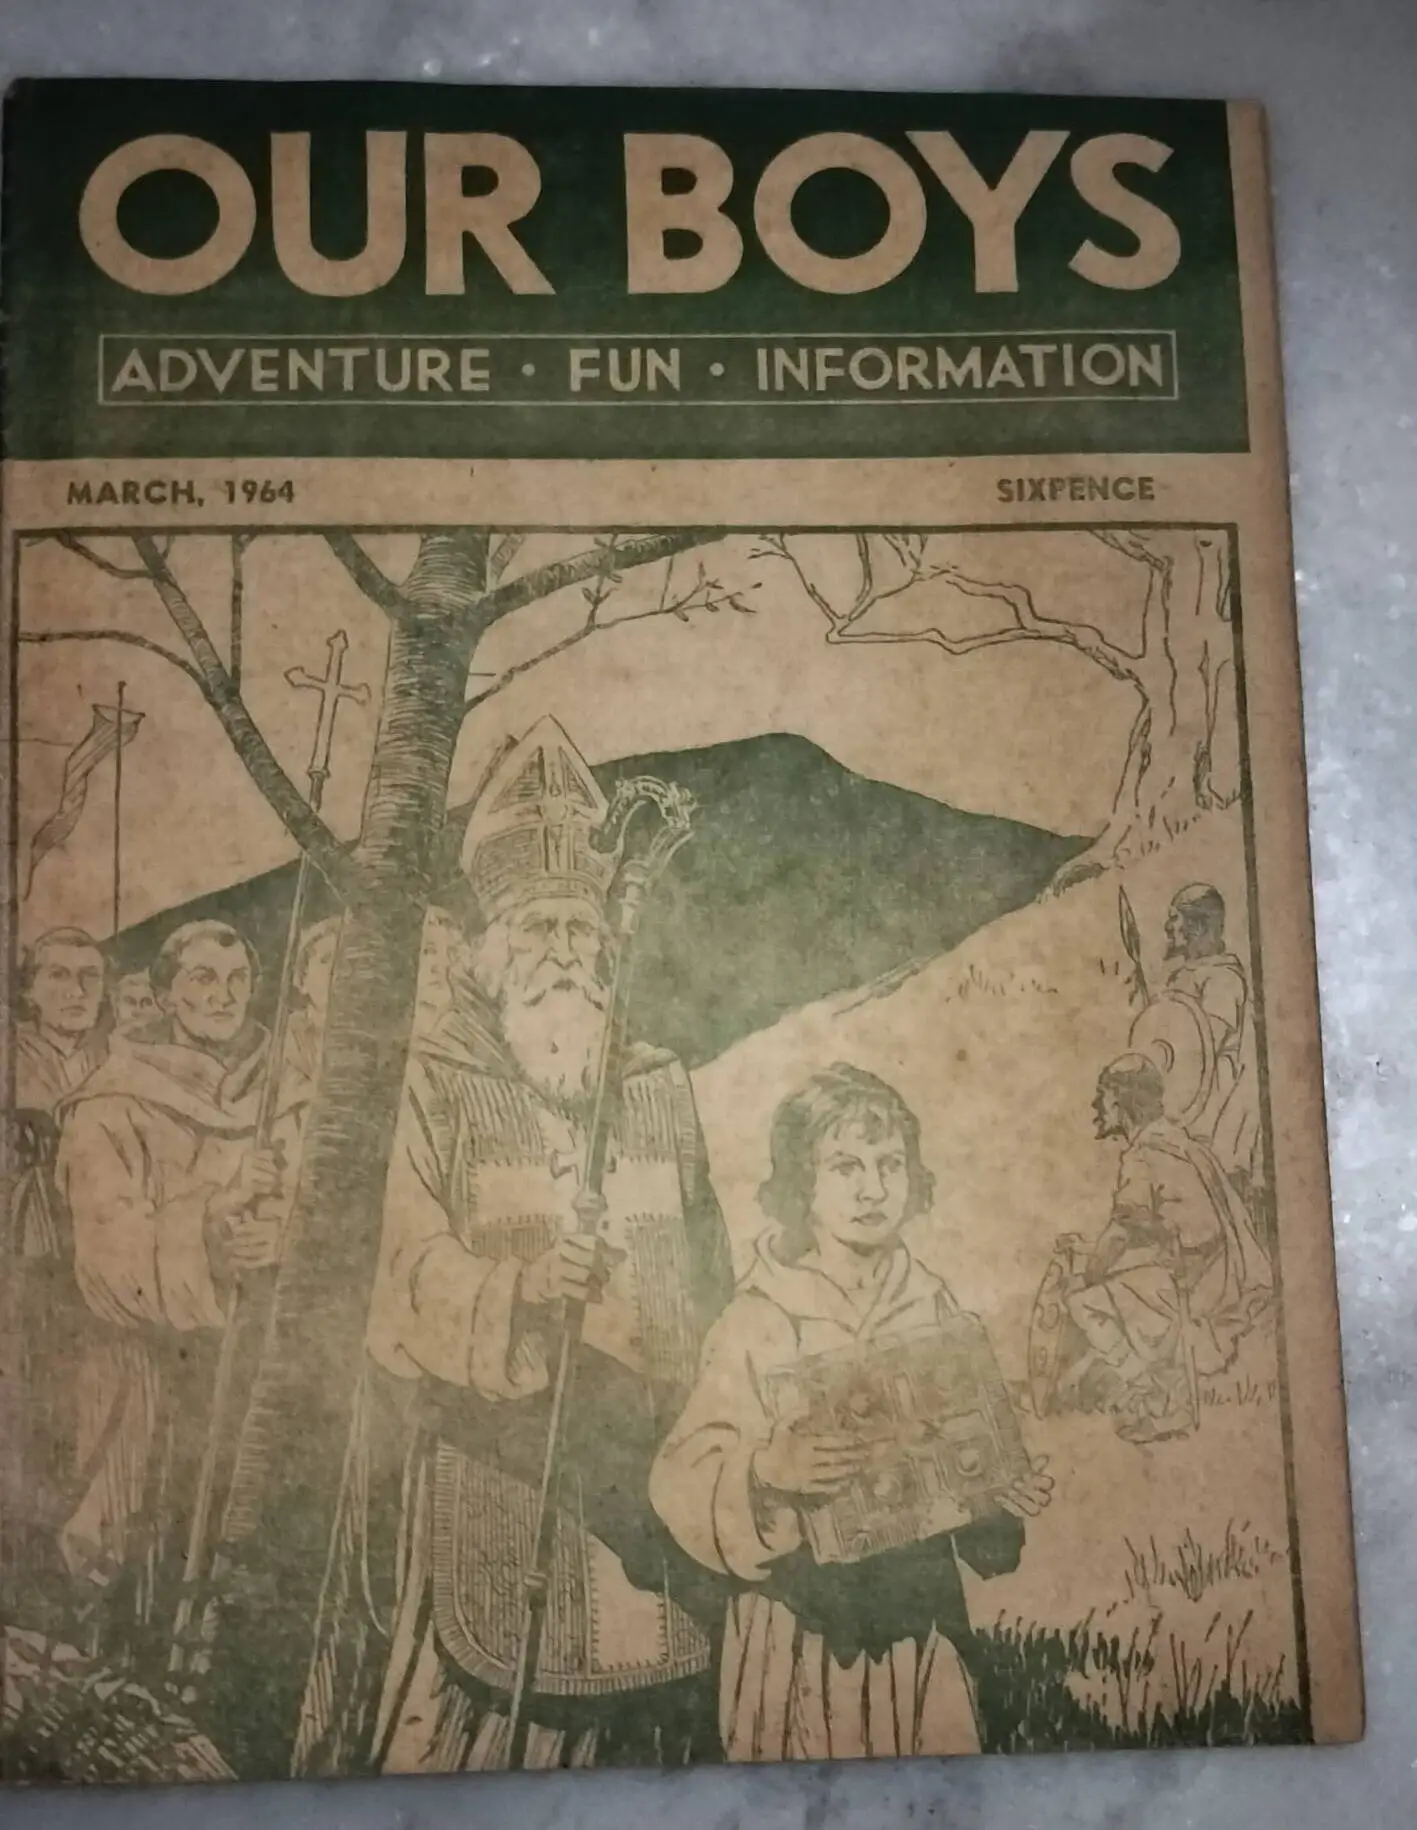 OUR BOYS
ADVENTURE · FUN · INFORMATION
MARCH, 1964 SIXPENCE